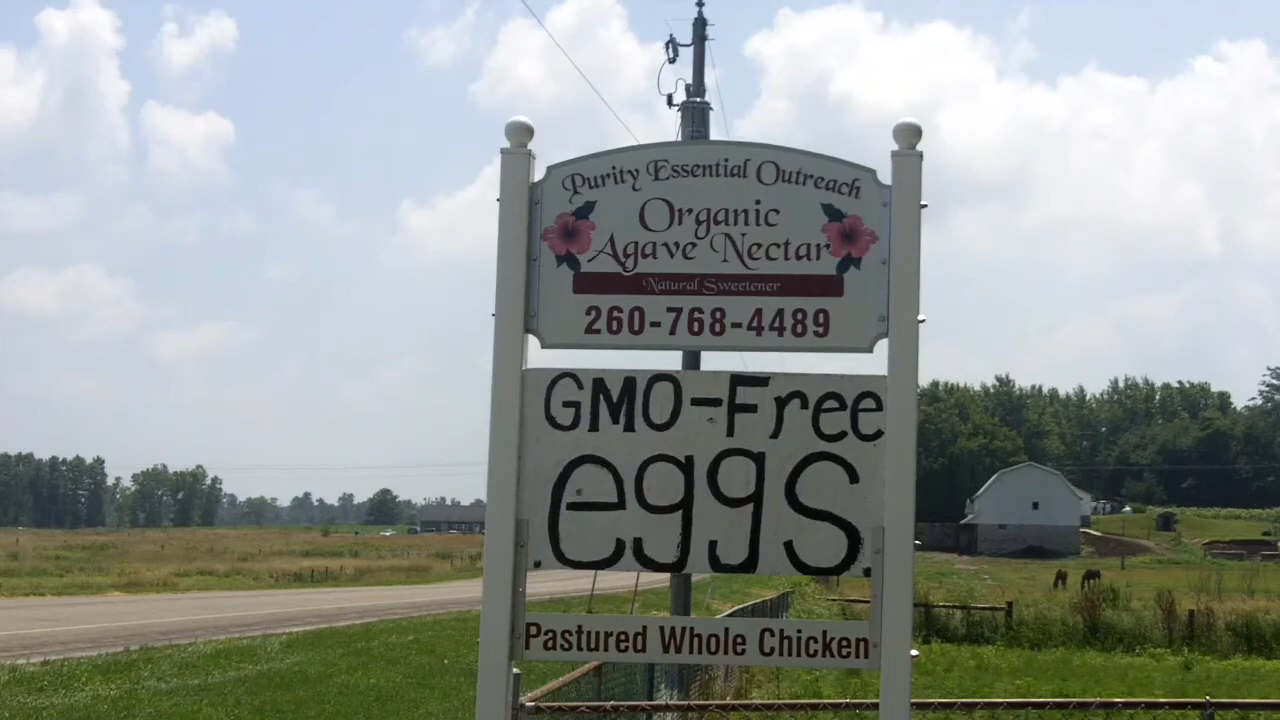 Purity Essential Outreach
Organic
Agave Nectar
Natural Sweetener
260-768-4489
GMO-Free
eggs
Pastured Whole Chicken